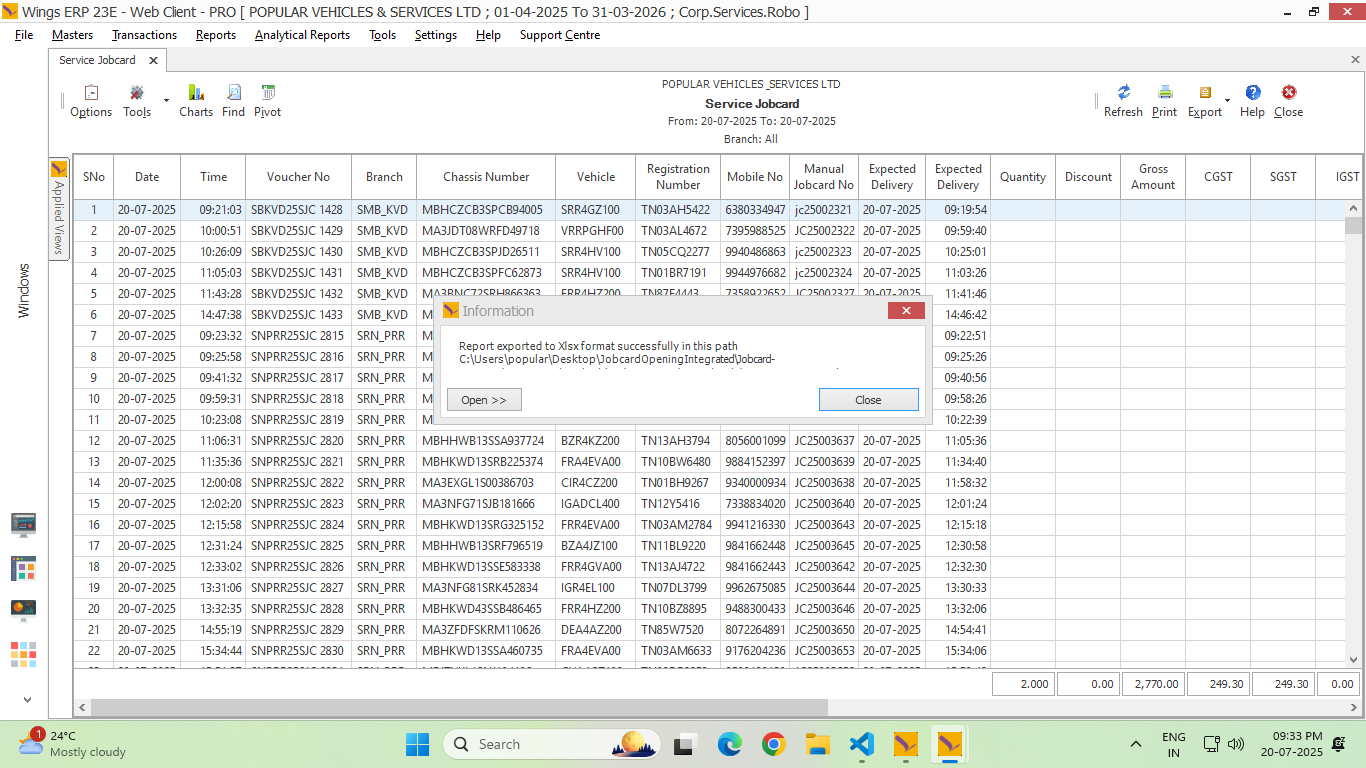 Wings ERP 23E - Web Client - PRO [ POPULAR VEHICLES & SERVICES LTD ; 01-04-2025 To 31-03-2026 ; Corp.Services.Robo ]
File Masters Transactions Reports Analytical Reports Tools Settings Help Support Centre
Service Jobcard
Options Tools Charts Find Pivot
POPULAR VEHICLES_SERVICES LTD
Service Jobcard
From: 20-07-2025 To: 20-07-2025
Branch: All
Refresh Print Export Help Close
Windows
Applied Views
SNo Date Time Voucher No Branch Chassis Number Vehicle Registration Number Mobile No Manual Jobcard No Expected Delivery Expected Delivery Quantity Discount Gross Amount CGST SGST IGST
1 20-07-2025 09:21:03 SBKVD25SJC 1428 SMB_KVD MBHCZCB3SPCB94005 SRR4GZ100 TN03AH5422 6380334947 jc25002321 20-07-2025 09:19:54
2 20-07-2025 10:00:51 SBKVD25SJC 1429 SMB_KVD MA3JDT08WRFD49718 VRRPGHF00 TN03AL4672 7395988525 JC25002322 20-07-2025 09:59:40
3 20-07-2025 10:26:09 SBKVD25SJC 1430 SMB_KVD MBHCZCB3SPJD26511 SRR4HV100 TN05CQ2277 9940486863 jc25002323 20-07-2025 10:25:01
4 20-07-2025 11:05:03 SBKVD25SJC 1431 SMB_KVD MBHCZCB3SPFC62873 SRR4HV100 TN01BR7191 9944976682 jc25002324 20-07-2025 11:03:26
5 20-07-2025 11:43:28 SBKVD25SJC 1432 SMB_KVD MA3BNC72SRH866363 ERR4HZ200 TN87F4443 7358922652 JC25002327 20-07-2025 11:41:46
6 20-07-2025 14:47:38 SBKVD25SJC 1433 SMB_KVD 14:46:42
7 20-07-2025 09:23:32 SNPRR25SJC 2815 SRN_PRR 09:22:51
8 20-07-2025 09:25:58 SNPRR25SJC 2816 SRN_PRR 09:25:26
9 20-07-2025 09:41:32 SNPRR25SJC 2817 SRN_PRR 09:40:56
10 20-07-2025 09:59:31 SNPRR25SJC 2818 SRN_PRR 09:58:26
11 20-07-2025 10:23:08 SNPRR25SJC 2819 SRN_PRR 10:22:39
Information
Report exported to Xlsx format successfully in this path
C:\Users\popular\Desktop\JobcardOpeningIntegrated\Jobcard-
Open >> Close
12 20-07-2025 11:06:31 SNPRR25SJC 2820 SRN_PRR MBHHWB13SSA937724 BZR4KZ200 TN13AH3794 8056001099 JC25003637 20-07-2025 11:05:36
13 20-07-2025 11:35:36 SNPRR25SJC 2821 SRN_PRR MBHKWD13SRB225374 FRA4EVA00 TN10BW6480 9884152397 JC25003639 20-07-2025 11:34:40
14 20-07-2025 12:00:08 SNPRR25SJC 2822 SRN_PRR MA3EXGL1S00386703 CIR4CZ200 TN01BH9267 9340000934 JC25003638 20-07-2025 11:58:32
15 20-07-2025 12:02:20 SNPRR25SJC 2823 SRN_PRR MA3NFG71SJB181666 IGADCL400 TN12Y5416 7338834020 JC25003640 20-07-2025 12:01:24
16 20-07-2025 12:15:58 SNPRR25SJC 2824 SRN_PRR MBHKWD13SRG325152 FRR4EVA00 TN03AM2784 9941216330 JC25003643 20-07-2025 12:15:18
17 20-07-2025 12:31:24 SNPRR25SJC 2825 SRN_PRR MBHHWB13SRF796519 BZA4JZ100 TN11BL9220 9841662448 JC25003645 20-07-2025 12:30:58
18 20-07-2025 12:33:02 SNPRR25SJC 2826 SRN_PRR MBHKWD13SSE583338 FRR4GVA00 TN13AJ4722 9841662443 JC25003642 20-07-2025 12:32:30
19 20-07-2025 13:31:06 SNPRR25SJC 2827 SRN_PRR MA3NFG81SRK452834 IGR4EL100 TN07DL3799 9962675085 JC25003644 20-07-2025 13:30:33
20 20-07-2025 13:32:35 SNPRR25SJC 2828 SRN_PRR MBHKWD43SSB486465 FRR4HZ200 TN10BZ8895 9488300433 JC25003646 20-07-2025 13:32:06
21 20-07-2025 14:55:19 SNPRR25SJC 2829 SRN_PRR MA3ZFDFSKRM110626 DEA4AZ200 TN85W7520 8072264891 JC25003650 20-07-2025 14:54:41
22 20-07-2025 15:34:44 SNPRR25SJC 2830 SRN_PRR MBHKWD13SSA460735 FRA4EVA00 TN03AM6633 9176204236 JC25003653 20-07-2025 15:34:06
2.000 0.00 2,770.00 249.30 249.30 0.00
1 24°C
Mostly cloudy
Search
ENG
IN
09:33 PM
20-07-2025